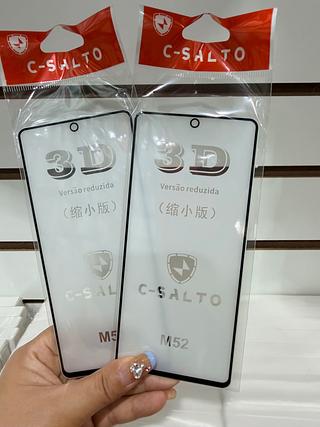 C-SALTO
3D
Versão reduzida
（缩小版）
C-SALTO
M5
C-SALTO
3D
Versão reduzida
（缩小版）
C-SALTO
M52